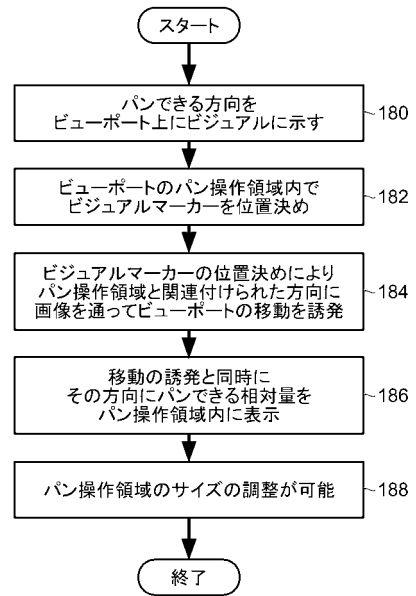 スタート
パンできる方向を
ビューポート上にビジュアルに示す
180
ビューポートのパン操作領域内で
ビジュアルマーカーを位置決め
182
ビジュアルマーカーの位置決めにより
パン操作領域と関連付けられた方向に
画像を通ってビューポートの移動を誘発
184
移動の誘発と同時に
その方向にパンできる相対量を
パン操作領域内に表示
186
パン操作領域のサイズの調整が可能
188
終了